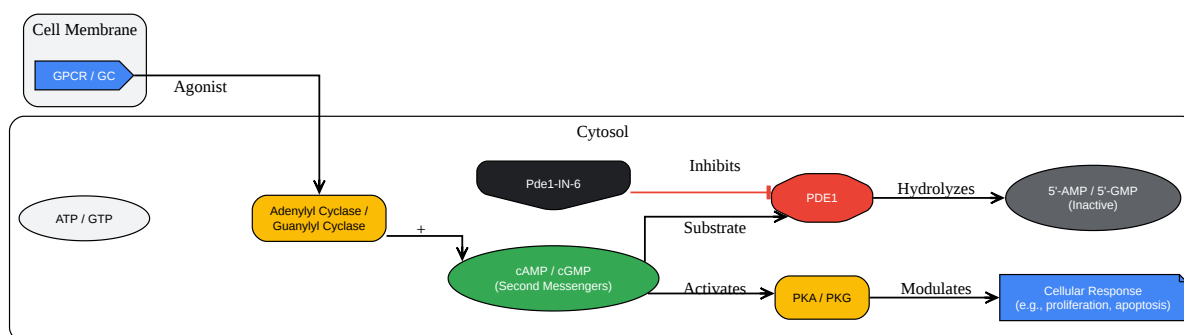 Cell Membrane
GPCR / GC
Agonist
Cytosol
ATP / GTP
Adenylyl Cyclase /
Guanylyl Cyclase
+
Pde1-IN-6
Inhibits
PDE1
Hydrolyzes
5'-AMP / 5'-GMP
(Inactive)
Substrate
cAMP / cGMP
(Second Messengers)
Activates
PKA / PKG
Modulates
Cellular Response
(e.g., proliferation, apoptosis)